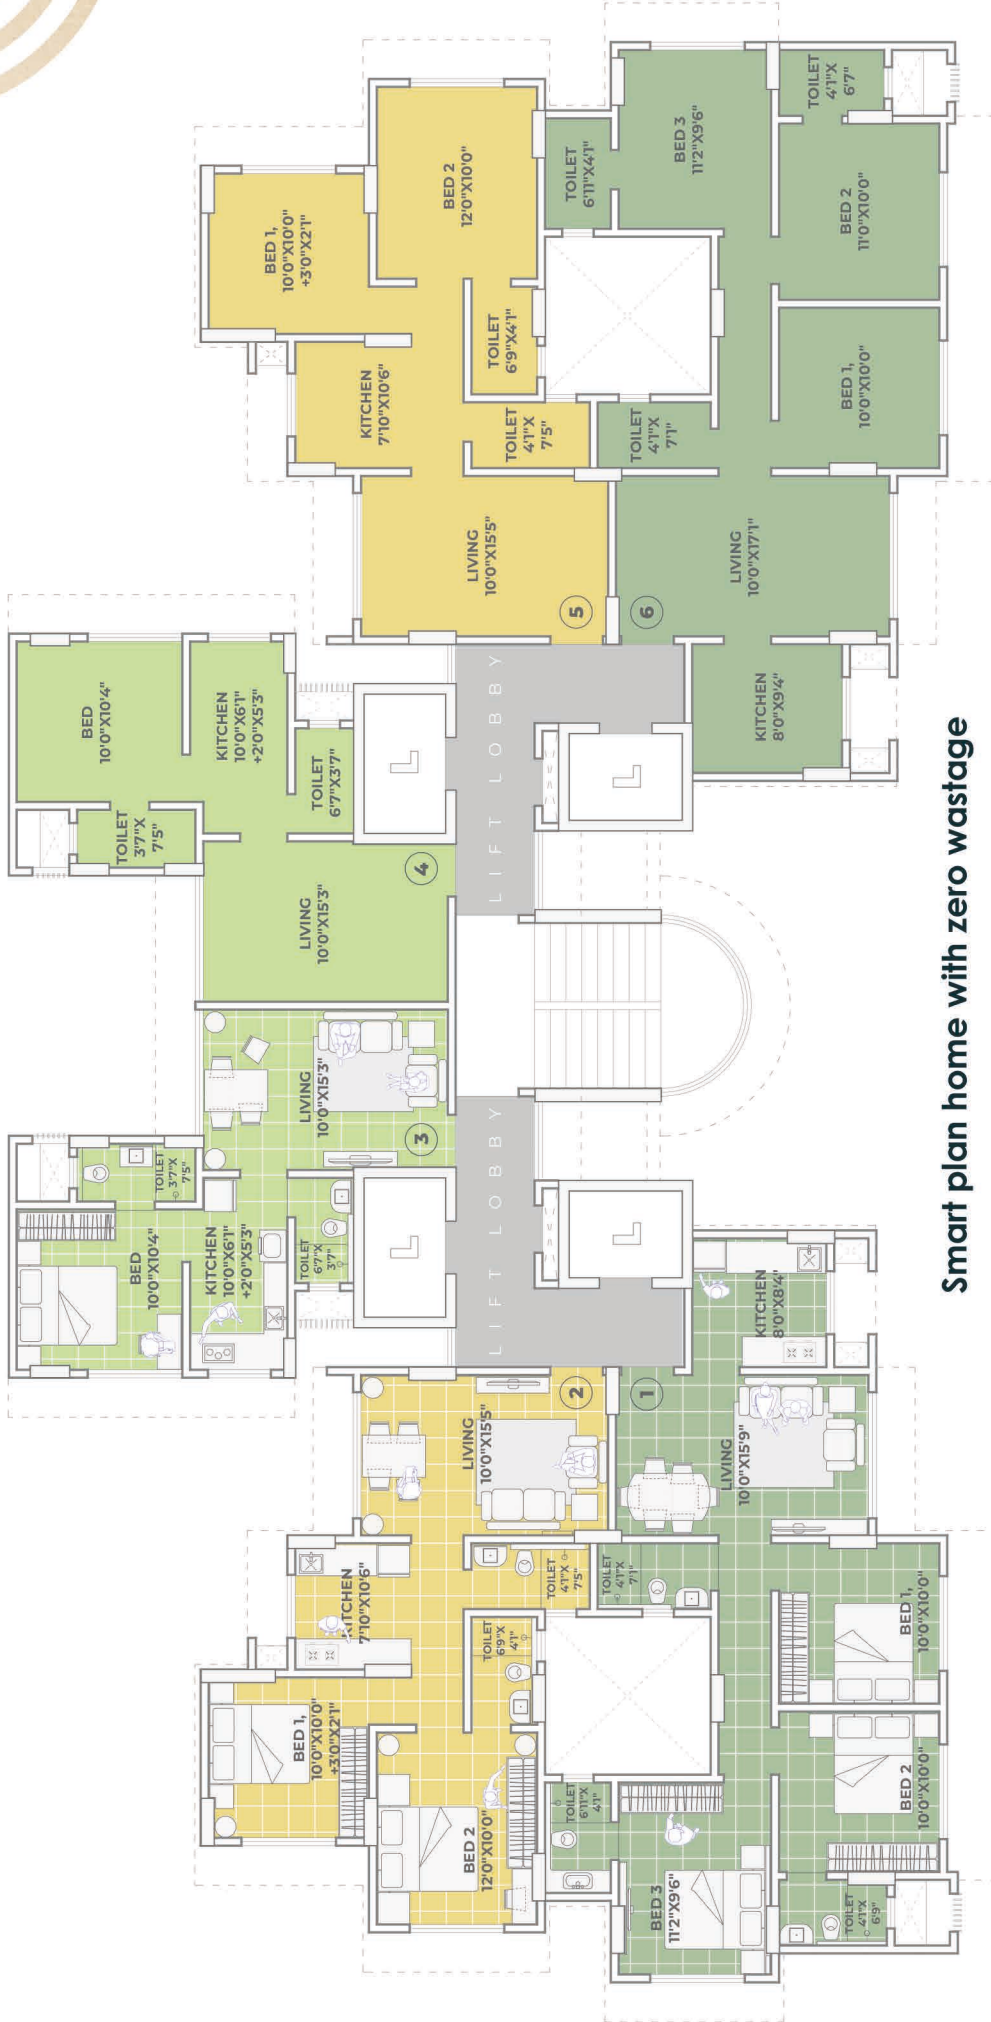 BED 1,
10'0"X10'0"
+3'0"X2'1"
BED 2
12'0"X10'0"
TOILET
6'9"X4'1"
KITCHEN
7'10"X10'6"
TOILET
4'1"X
7'5"
LIVING
10'0"X15'5"
5
TOILET
6'11"X4'1"
BED 3
11'2"X9'6"
TOILET
4'1"X
6'7"
BED 2
11'0"X10'0"
BED 1,
10'0"X10'0"
TOILET
4'1"X
7'1"
LIVING
10'0"X17'1"
6
KITCHEN
8'0"X9'4"
BED
10'0"X10'4"
KITCHEN
10'0"X6'1"
+2'0"X5'3"
TOILET
6'7"X3'7"
TOILET
3'7"X
7'5"
LIVING
10'0"X15'3"
4
L
L
LIFT LOBBY
LIVING
10'0"X15'3"
3
TOILET
3'7"X
7'5"
BED
10'0"X10'4"
KITCHEN
10'0"X6'1"
+2'0"X5'3"
TOILET
6'7"X
3'7"
L
L
LIFT LOBBY
LIVING
10'0"X15'5"
2
KITCHEN
7'10"X10'6"
TOILET
4'1"X
7'5"
TOILET
6'9"X
4'1"
BED 1,
10'0"X10'0"
+3'0"X2'1"
BED 2
12'0"X10'0"
1
KITCHEN
8'0"X8'4"
LIVING
10'0"X15'9"
TOILET
4'1"X
7'1"
BED 1,
10'0"X10'0"
BED 2
10'0"X10'0"
TOILET
6'11"X
4'1"
BED 3
11'2"X9'6"
TOILET
4'1"X
6'9"
Smart plan home with zero wastage